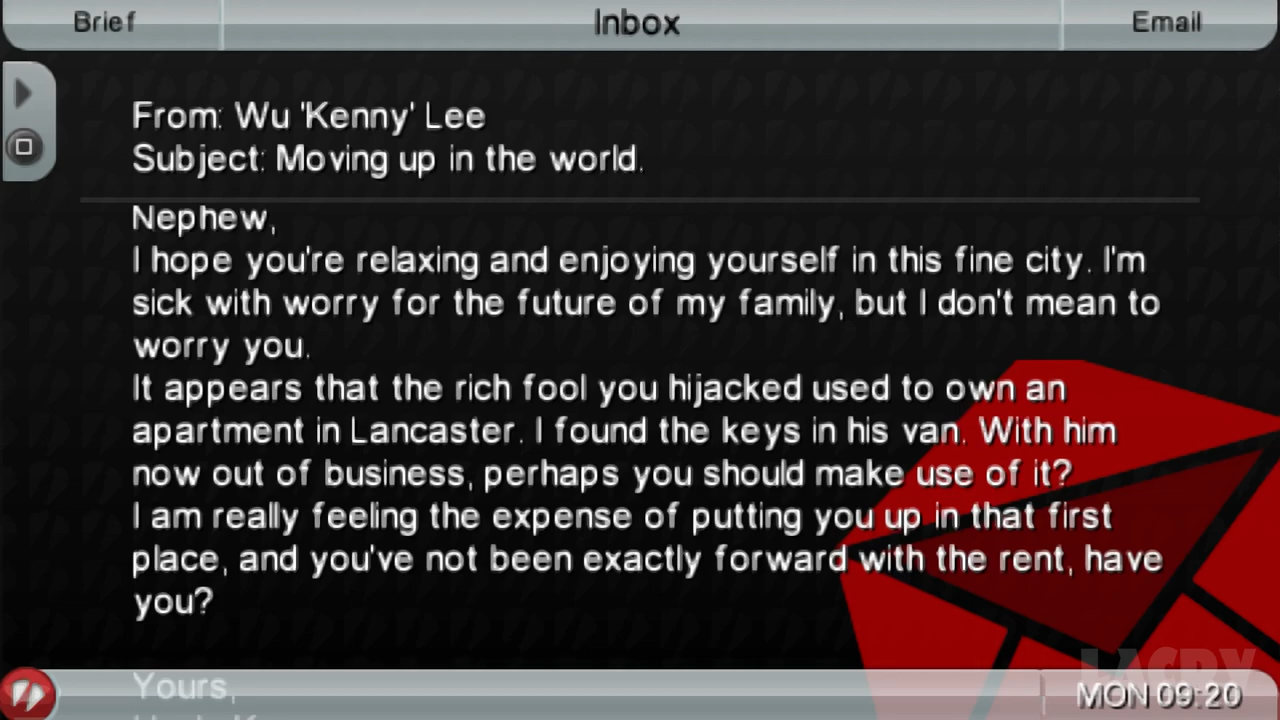 Brief Inbox Email
From: Wu 'Kenny' Lee
Subject: Moving up in the world.
Nephew,
I hope you're relaxing and enjoying yourself in this fine city. I'm
sick with worry for the future of my family, but I don't mean to
worry you.
It appears that the rich fool you hijacked used to own an
apartment in Lancaster. I found the keys in his van. With him
now out of business, perhaps you should make use of it?
I am really feeling the expense of putting you up in that first
place, and you've not been exactly forward with the rent, have
you?
Yours,
MON 09:20